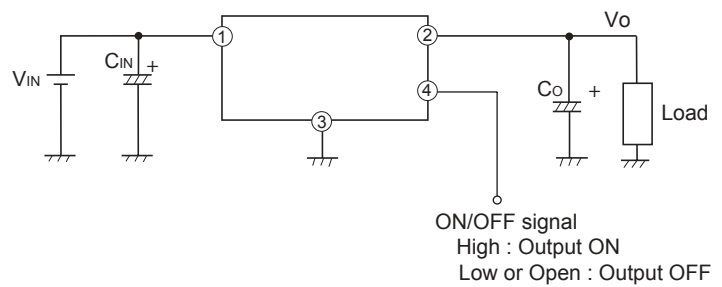 Vo
1
2
VIN
CIN
+
4
CO
+
Load
3
ON/OFF signal
High : Output ON
Low or Open : Output OFF